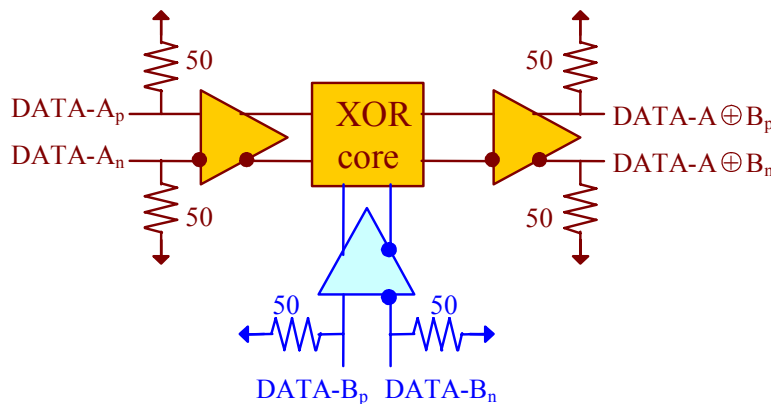 50
50
DATA-Aₚ
XOR
core
DATA-A⊕Bₚ
DATA-Aₙ
DATA-A⊕Bₙ
50
50
50
50
DATA-Bₚ
DATA-Bₙ